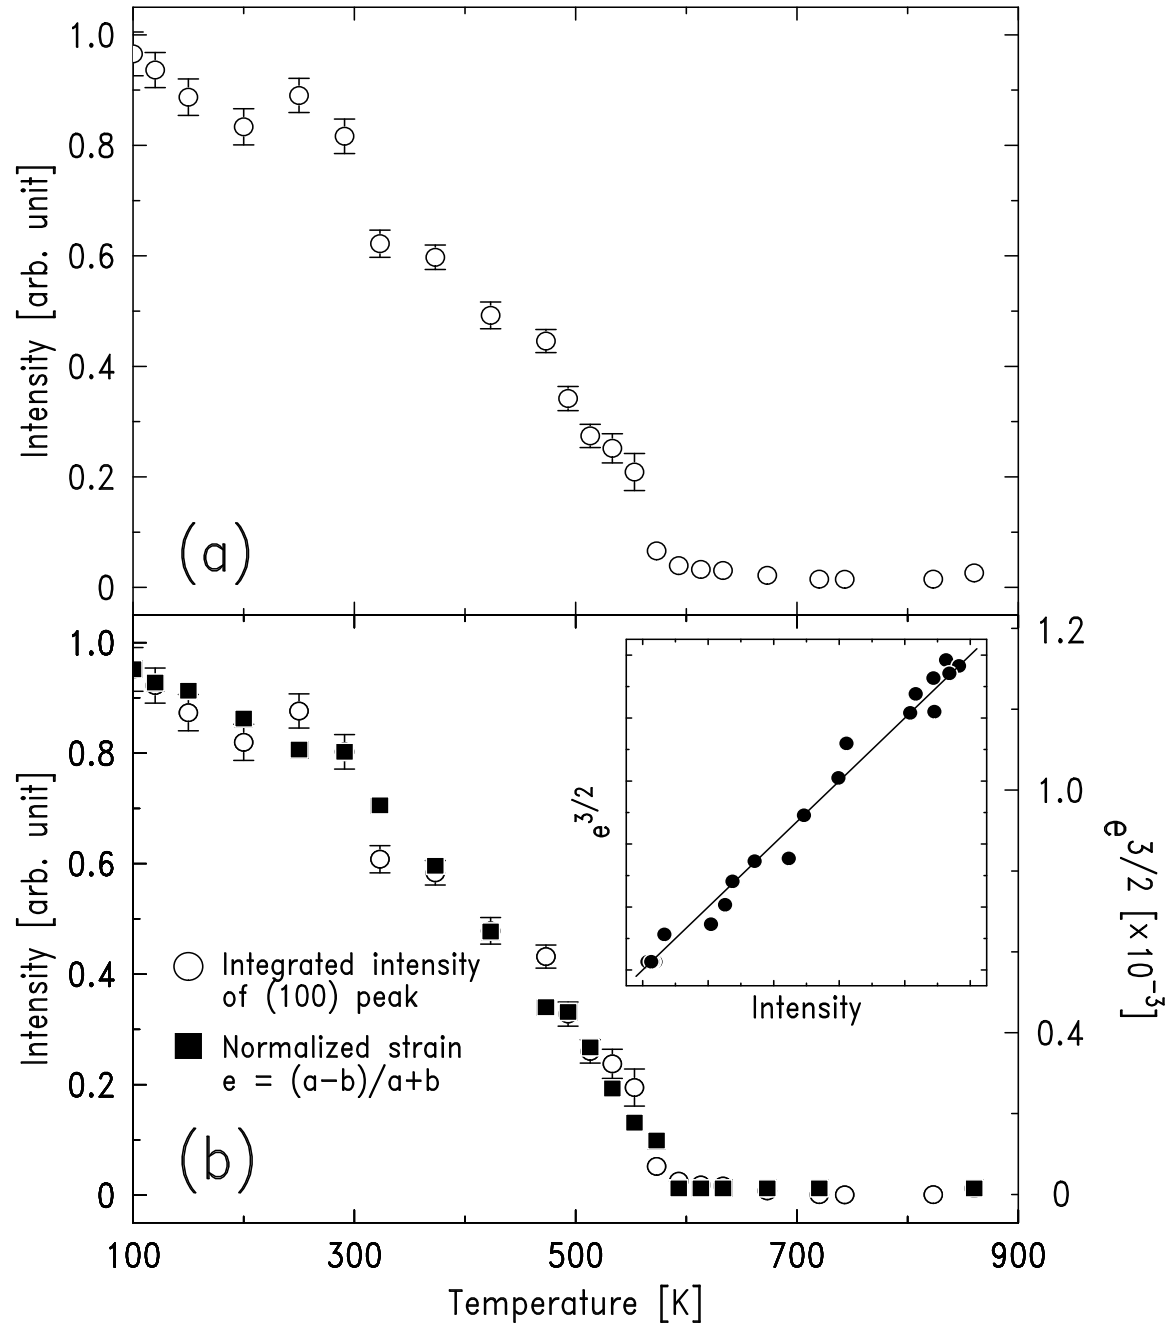 1.0
0.8
0.6
0.4
0.2
0
Intensity [arb. unit]
(a)
1.0
0.8
0.6
0.4
0.2
0
Intensity [arb. unit]
Integrated intensity
of (100) peak
Normalized strain
e = (a−b)/a+b
(b)
e^3/2
Intensity
1.2
1.0
0.4
0
e^3/2 [×10^−3]
100 300 500 700 900
Temperature [K]